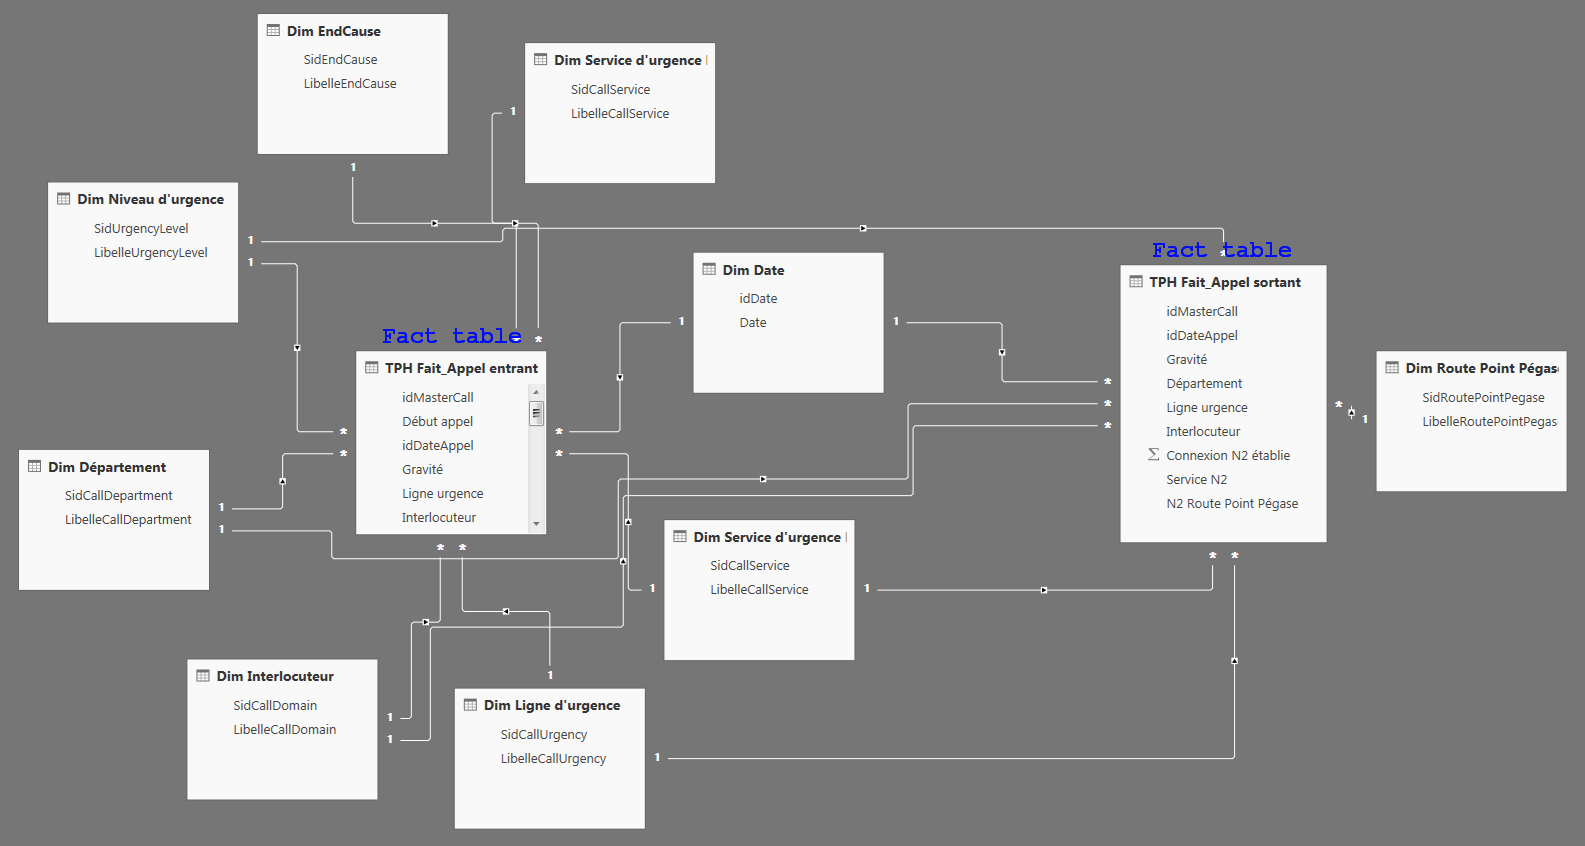 Dim EndCause
SidEndCause
LibelleEndCause
1
Dim Service d'urgence
SidCallService
LibelleCallService
1
Dim Niveau d'urgence
SidUrgencyLevel
LibelleUrgencyLevel
1
1
Dim Date
idDate
Date
1
1
Fact table
TPH Fait_Appel sortant
idMasterCall
idDateAppel
Gravité
Département
Ligne urgence
Interlocuteur
Σ Connexion N2 établie
Service N2
N2 Route Point Pégase
*
*
*
*
*
*
*
Fact table
TPH Fait_Appel entrant
idMasterCall
Début appel
idDateAppel
Gravité
Ligne urgence
Interlocuteur
*
*
*
*
*
*
*
*
Dim Route Point Pégas
SidRoutePointPegase
LibelleRoutePointPegas
1
Dim Département
SidCallDepartment
LibelleCallDepartment
1
1
Dim Service d'urgence
SidCallService
LibelleCallService
1
1
Dim Interlocuteur
SidCallDomain
LibelleCallDomain
1
1
Dim Ligne d'urgence
SidCallUrgency
LibelleCallUrgency
1
1